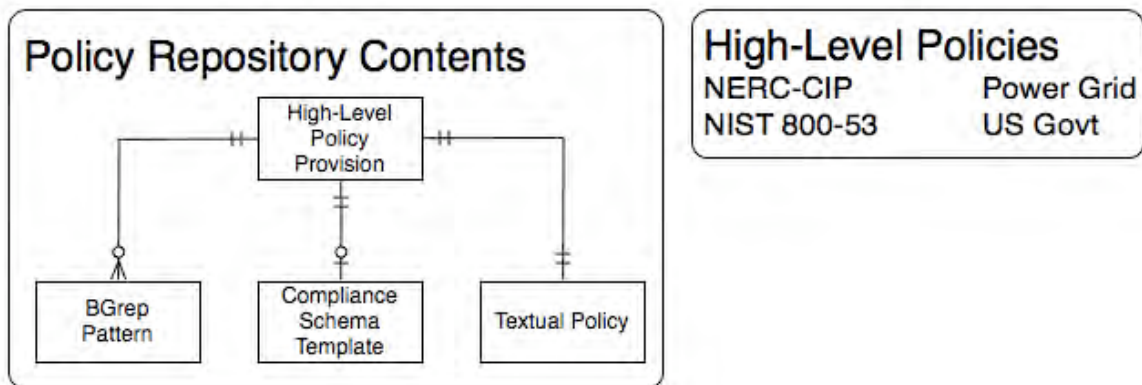 Policy Repository Contents
High-Level
Policy
Provision
BGrep
Pattern
Compliance
Schema
Template
Textual Policy
High-Level Policies
NERC-CIP Power Grid
NIST 800-53 US Govt